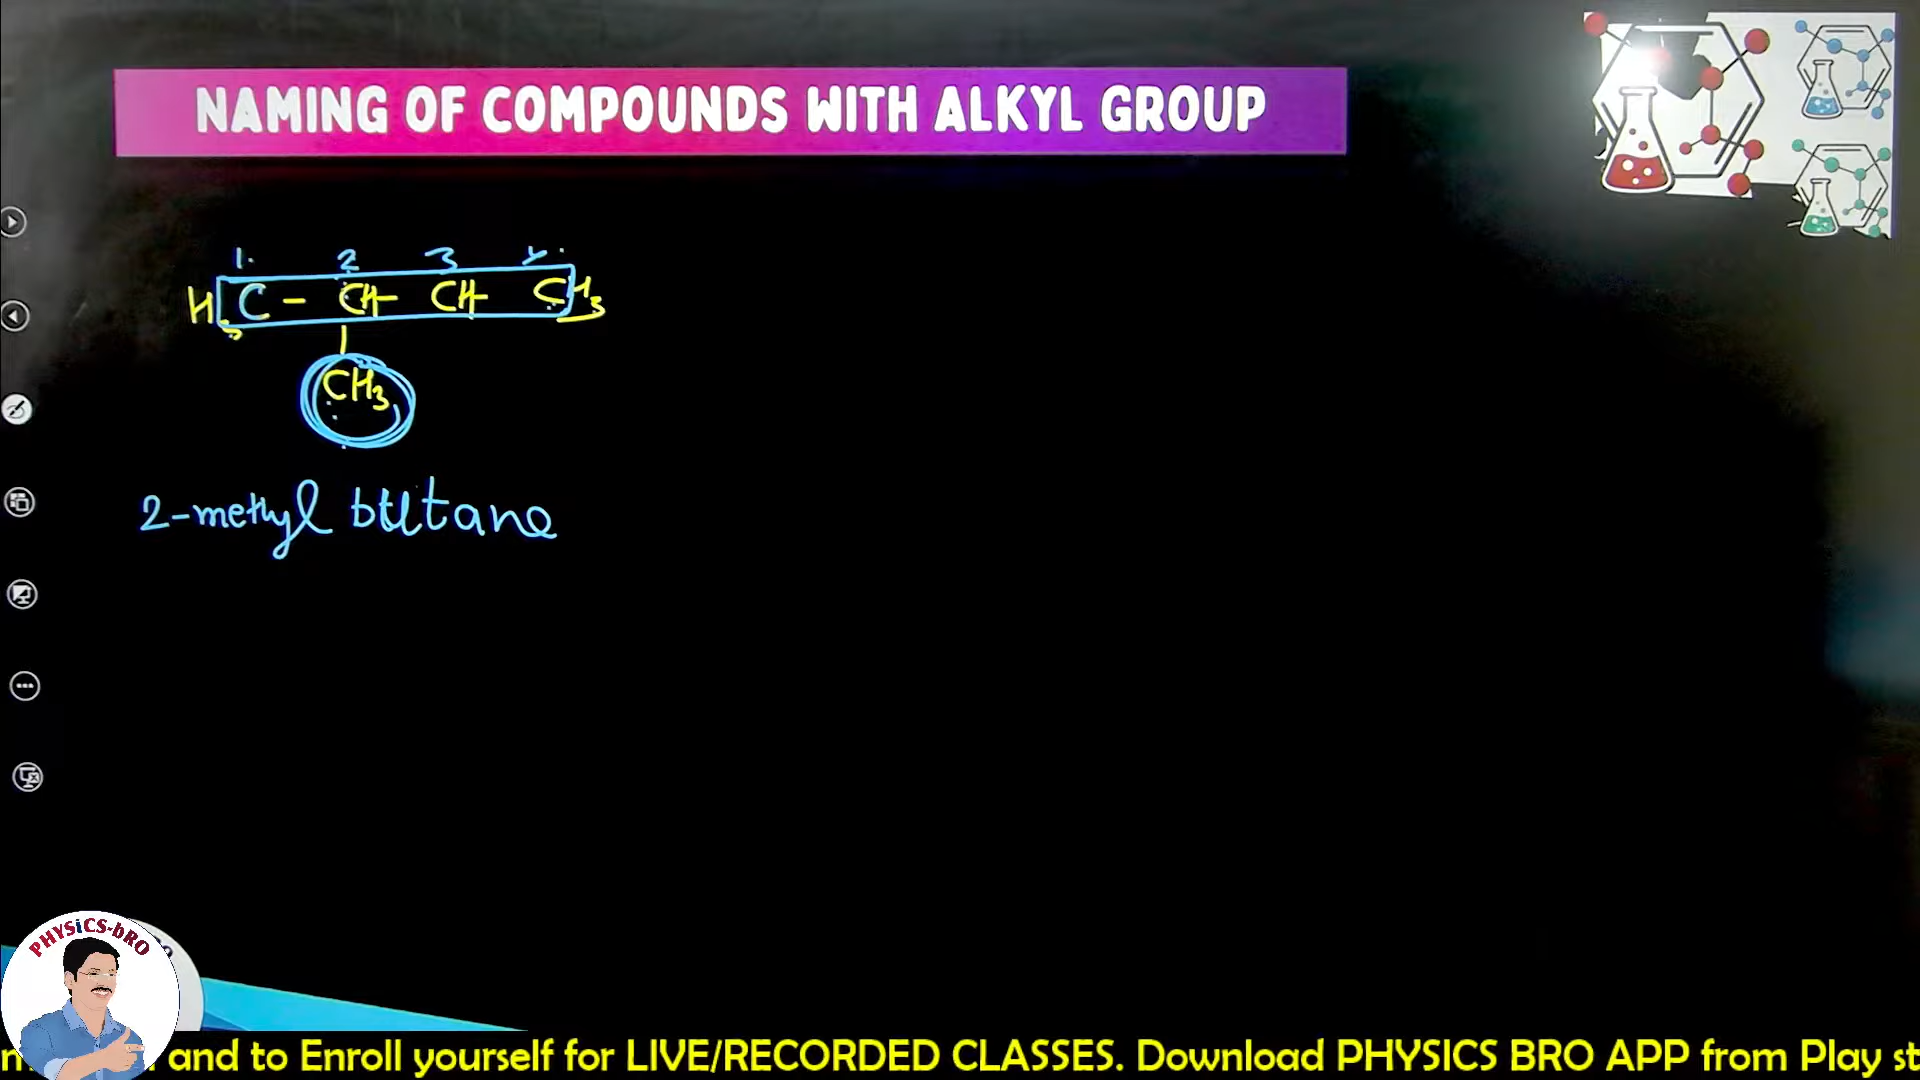 NAMING OF COMPOUNDS WITH ALKYL GROUP
1. 2 3 4
H3C - CH - CH - CH3
CH3
2-methyl butane
PHYSiCS-bRO
and to Enroll yourself for LIVE/RECORDED CLASSES. Download PHYSICS BRO APP from Play st